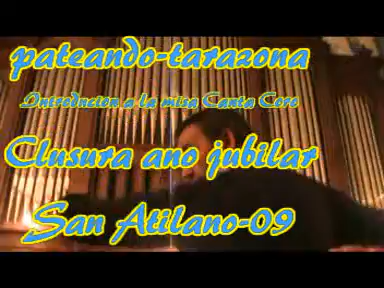 pateando-tarazona
Introducion a la misa Canta Coro
Clusura ano jubilar
San Atilano-09